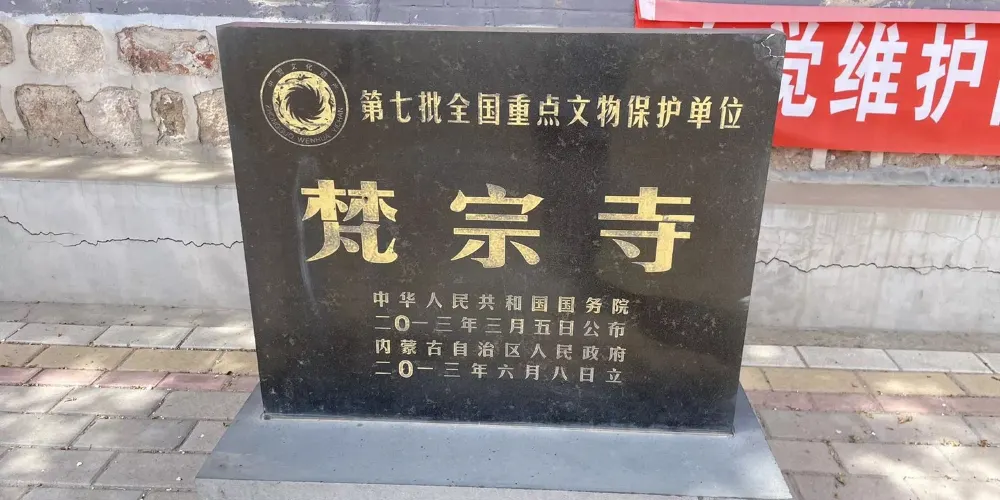 第七批全国重点文物保护单位
梵宗寺
中华人民共和国国务院
二〇一三年三月五日公布
内蒙古自治区人民政府
二〇一三年六月八日立
觉维护